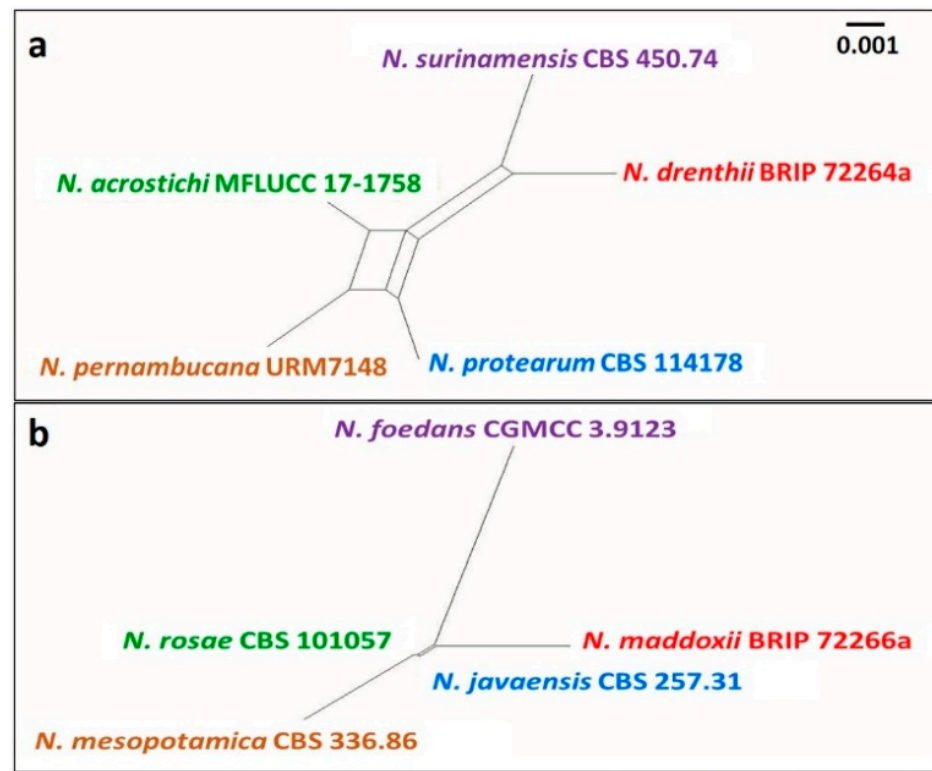 a
0.001
N. surinamensis CBS 450.74
N. acrostichi MFLUCC 17-1758
N. drenthii BRIP 72264a
N. pernambucana URM7148
N. protearum CBS 114178
b
N. foedans CGMCC 3.9123
N. rosae CBS 101057
N. maddoxii BRIP 72266a
N. javaensis CBS 257.31
N. mesopotamica CBS 336.86